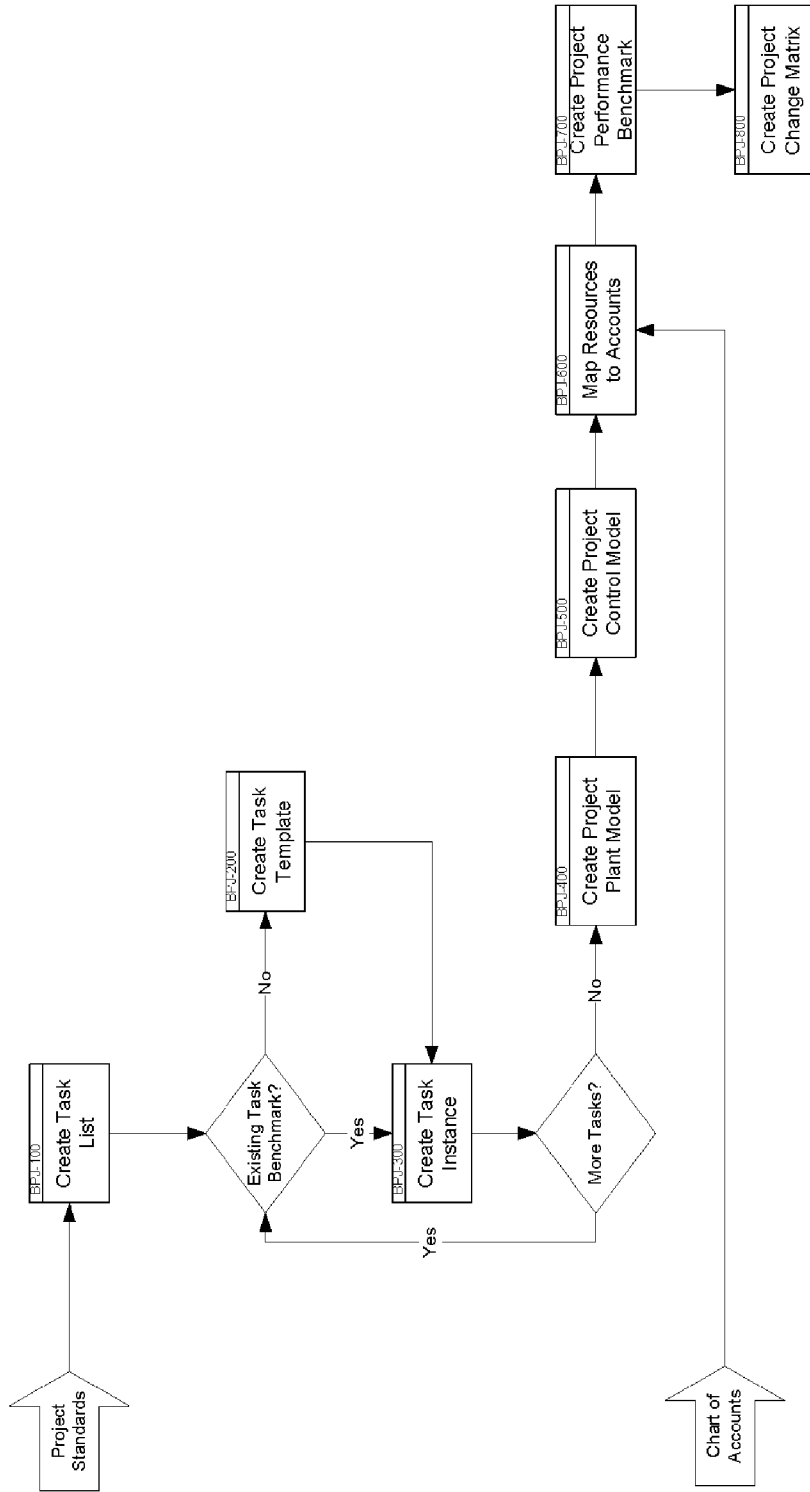 Project
Standards
BPJ-100
Create Task
List
Existing Task
Benchmark?
No
BPJ-200
Create Task
Template
Yes
BPJ-300
Create Task
Instance
Yes
More Tasks?
No
BPJ-400
Create Project
Plant Model
BPJ-500
Create Project
Control Model
BPJ-600
Map Resources
to Accounts
BPJ-700
Create Project
Performance
Benchmark
BPJ-800
Create Project
Change Matrix
Chart of
Accounts